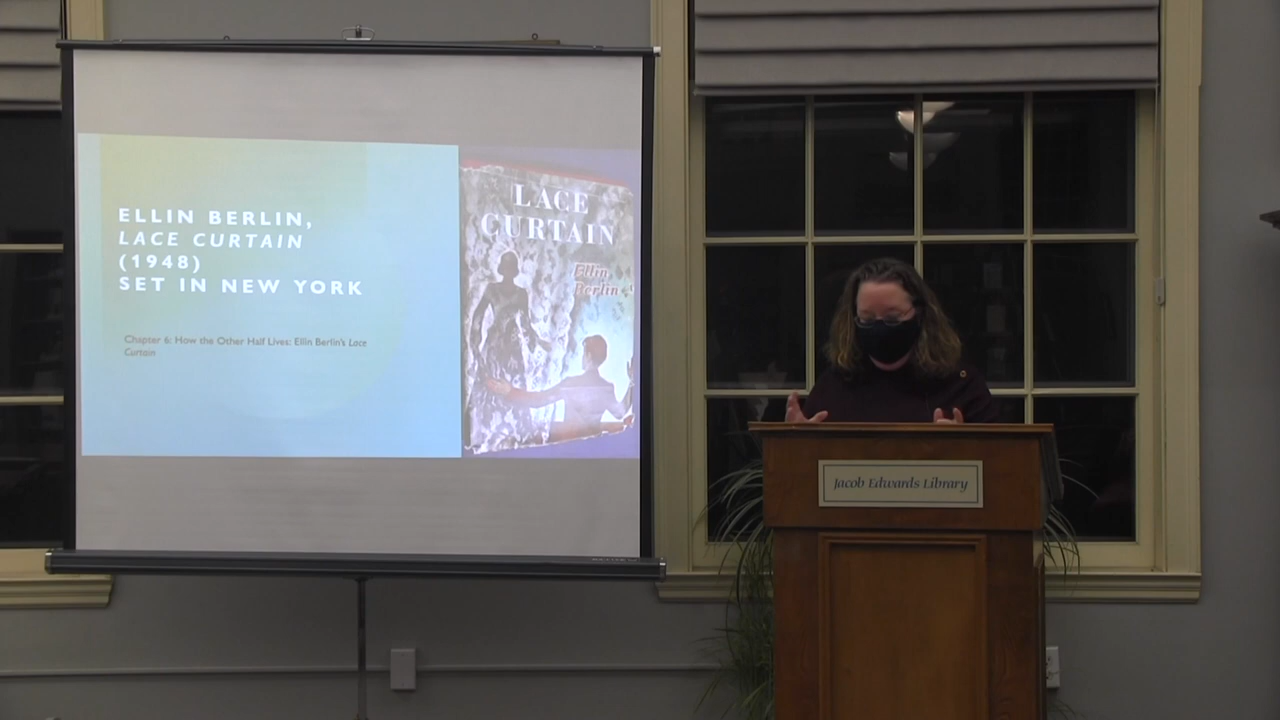 ELLIN BERLIN,
LACE CURTAIN
(1948)
SET IN NEW YORK
Chapter 6: How the Other Half Lives: Ellin Berlin's Lace
Curtain
LACE
CURTAIN
Ellin
Berlin
Jacob Edwards Library